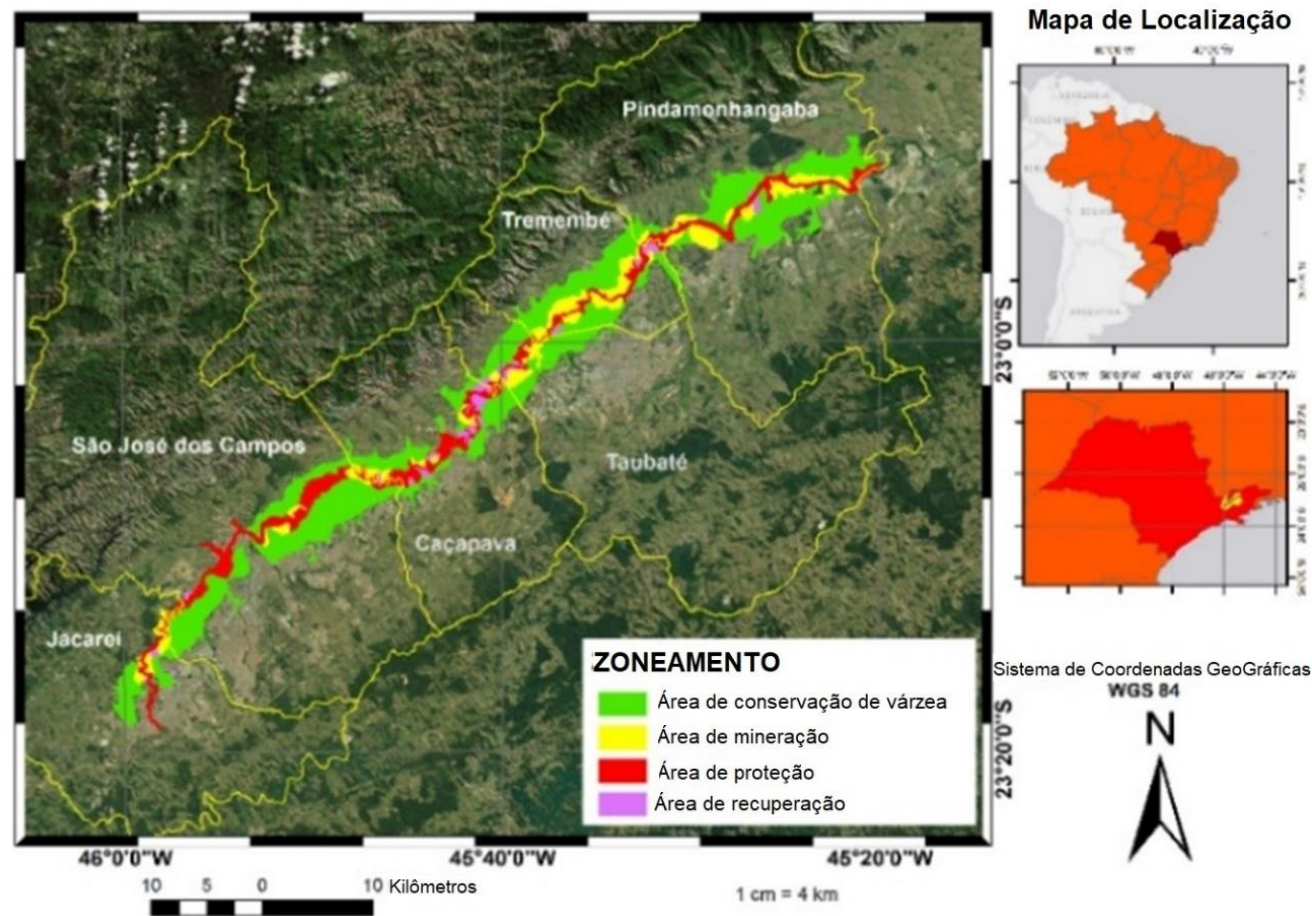 Mapa de Localização
Pindamonhangaba
Tremembé
São José dos Campos
Taubaté
Caçapava
Jacareí
ZONEAMENTO
Área de conservação de várzea
Área de mineração
Área de proteção
Área de recuperação
23°0'0"S
23°20'0"S
46°0'0"W
45°40'0"W
45°20'0"W
10 5 0 10 Kilômetros
1 cm = 4 km
Sistema de Coordenadas GeoGráficas
WGS 84
N